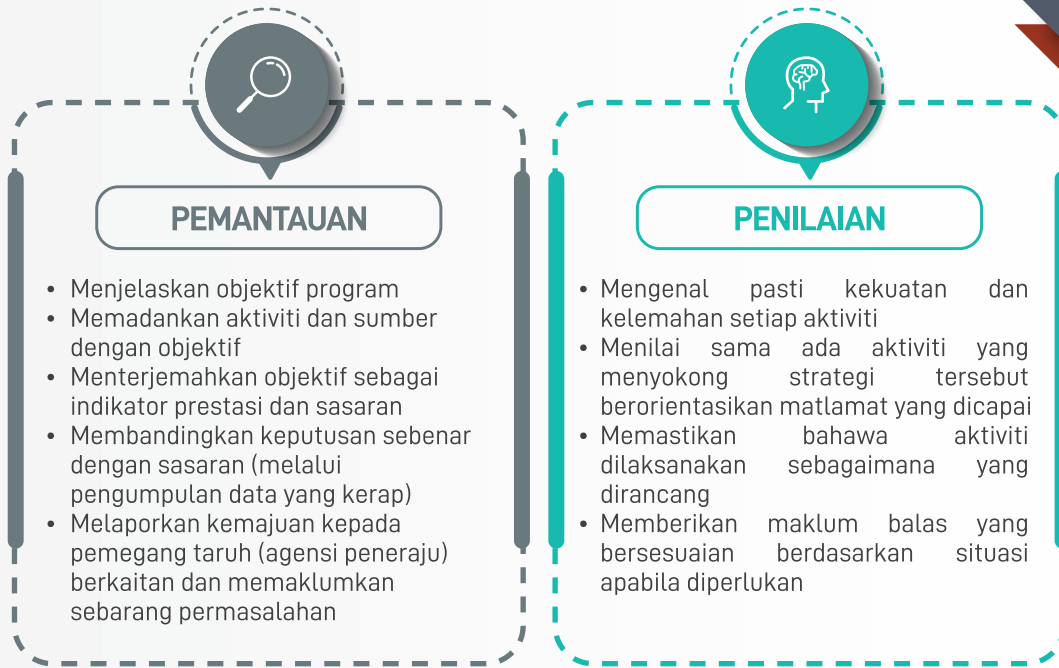 PEMANTAUAN
• Menjelaskan objektif program
• Memadankan aktiviti dan sumber
dengan objektif
• Menterjemahkan objektif sebagai
indikator prestasi dan sasaran
• Membandingkan keputusan sebenar
dengan sasaran (melalui
pengumpulan data yang kerap)
• Melaporkan kemajuan kepada
pemegang taruh (agensi peneraju)
berkaitan dan memaklumkan
sebarang permasalahan
PENILAIAN
• Mengenal pasti kekuatan dan
kelemahan setiap aktiviti
• Menilai sama ada aktiviti yang
menyokong strategi tersebut
berorientasikan matlamat yang dicapai
• Memastikan bahawa aktiviti
dilaksanakan sebagaimana yang
dirancang
• Memberikan maklum balas yang
bersesuaian berdasarkan situasi
apabila diperlukan